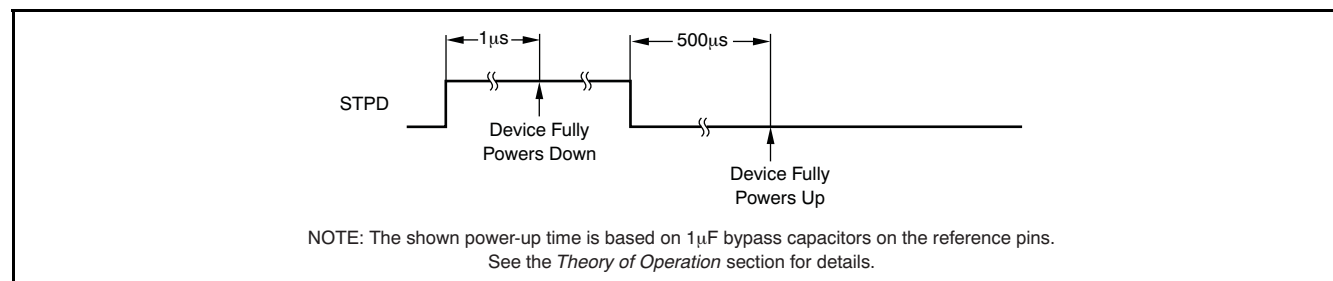 1μs
500μs
STPD
Device Fully
Powers Down
Device Fully
Powers Up
NOTE: The shown power-up time is based on 1μF bypass capacitors on the reference pins.
See the Theory of Operation section for details.